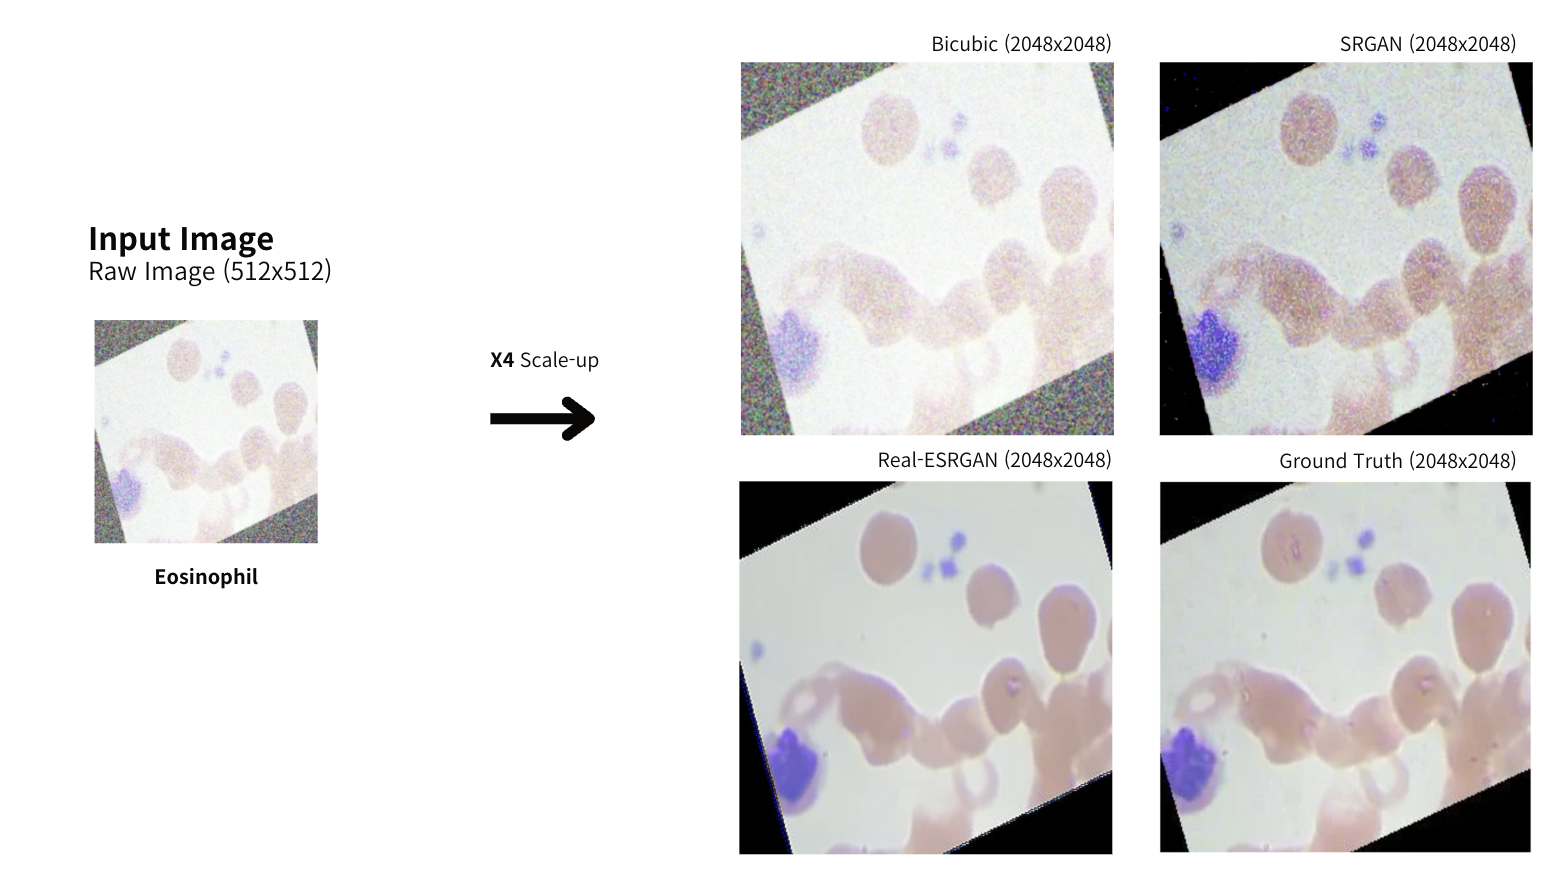 Bicubic (2048x2048)
SRGAN (2048x2048)
Input Image
Raw Image (512x512)
X4 Scale-up
Real-ESRGAN (2048x2048)
Ground Truth (2048x2048)
Eosinophil